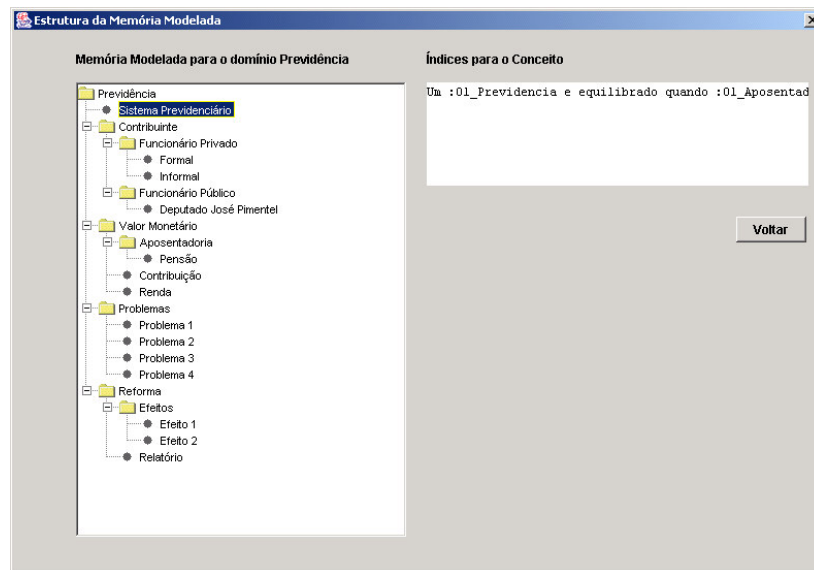 Estrutura da Memória Modelada
Memória Modelada para o domínio Previdência
Previdência
Sistema Previdenciário
Contribuinte
Funcionário Privado
Formal
Informal
Funcionário Público
Deputado José Pimentel
Valor Monetário
Aposentadoria
Pensão
Contribuição
Renda
Problemas
Problema 1
Problema 2
Problema 3
Problema 4
Reforma
Efeitos
Efeito 1
Efeito 2
Relatório
Índices para o Conceito
Um :01_Previdencia e equilibrado quando :01_Aposentad
Voltar